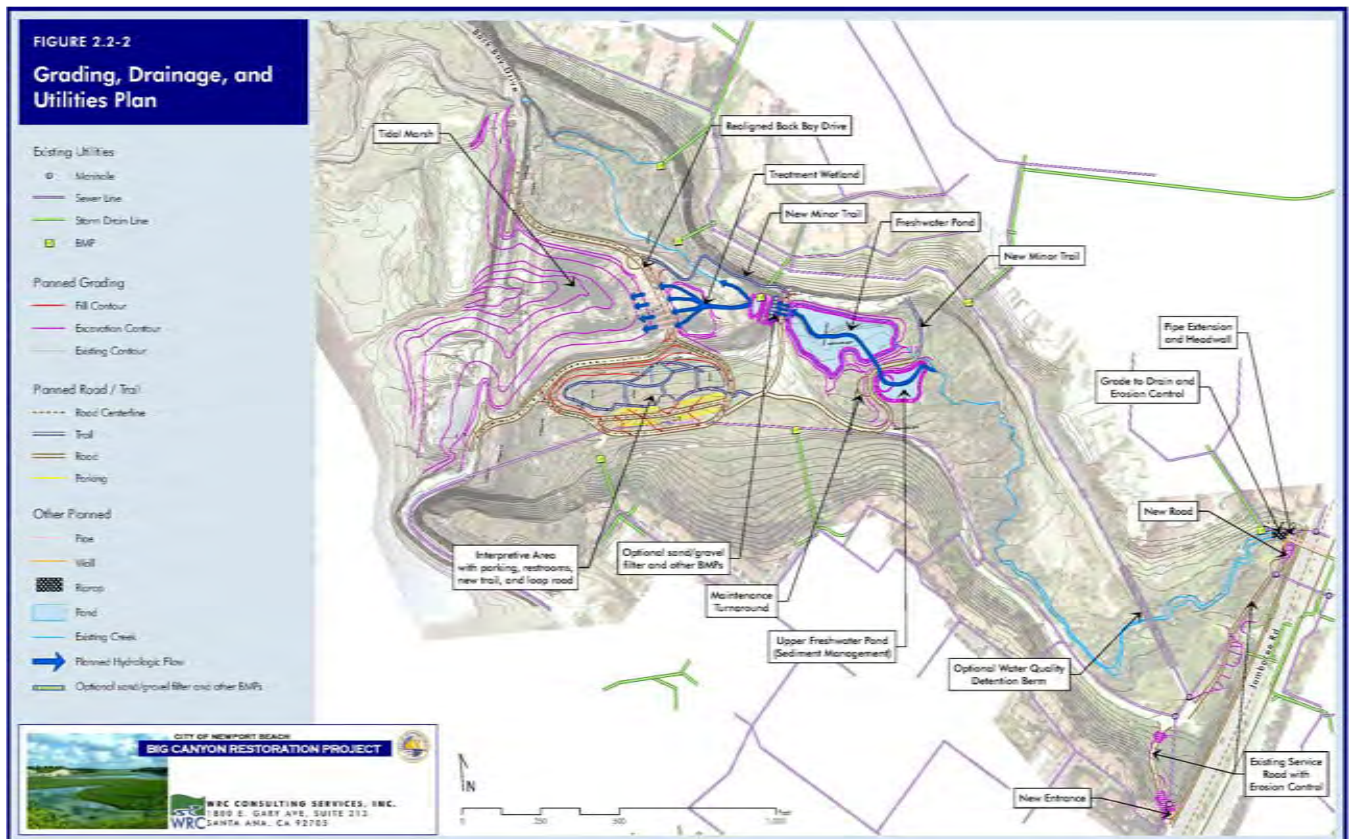 FIGURE 2.2-2
Grading, Drainage, and
Utilities Plan
Existing Utilities
Manhole
Sewer Line
Storm Drain Line
BMP
Planned Grading
Fill Contour
Excavation Contour
Existing Contour
Planned Road / Trail
Road Centerline
Trail
Road
Parking
Other Planned
Pipe
Wall
Riprap
Pond
Existing Creek
Planned Hydrologic Flow
Optional sand/gravel filter and other BMPs
CITY OF NEWPORT BEACH
BIG CANYON RESTORATION PROJECT
WRC
WRC CONSULTING SERVICES, INC.
1800 E. GARY AVE, SUITE 213
SANTA ANA, CA 92705
Back Bay Drive
Tidal Marsh
Realigned Back Bay Drive
Treatment Wetland
New Minor Trail
Freshwater Pond
New Minor Trail
Pipe Extension
and Headwall
Grade to Drain and
Erosion Control
New Road
Interpretive Area
with parking, restrooms,
new trail, and loop road
Optional sand/gravel
filter and other BMPs
Maintenance
Turnaround
Upper Freshwater Pond
(Sediment Management)
Optional Water Quality
Detention Berm
Jamboree Rd
Existing Service
Road with
Erosion Control
New Entrance
N
0 250 500 1,000
Feet